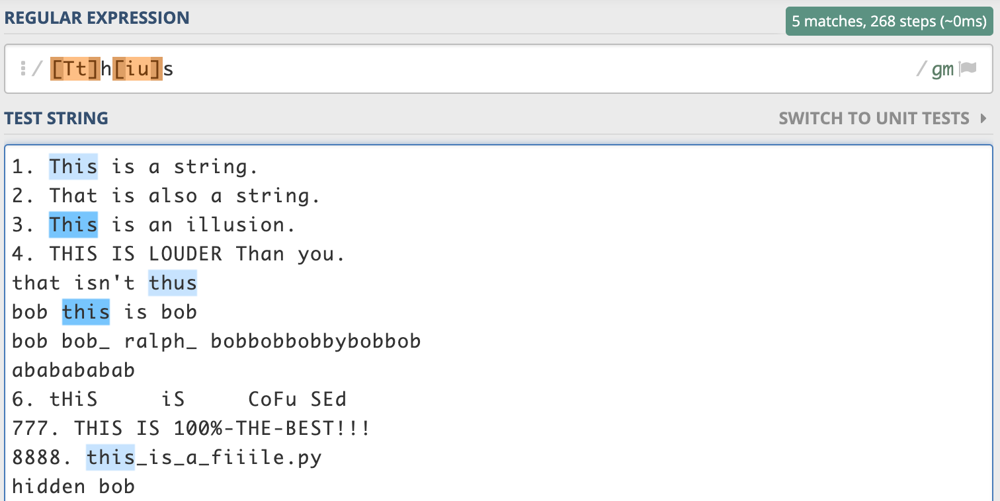 REGULAR EXPRESSION
5 matches, 268 steps (~0ms)
/ [Tt]h[iu]s / gm
TEST STRING
SWITCH TO UNIT TESTS
1. This is a string.
2. That is also a string.
3. This is an illusion.
4. THIS IS LOUDER Than you.
that isn't thus
bob this is bob
bob bob_ ralph_ bobbobbobbybobbob
ababababab
6. tHiS     iS     CoFu SEd
777. THIS IS 100%-THE-BEST!!!
8888. this_is_a_fiiile.py
hidden bob